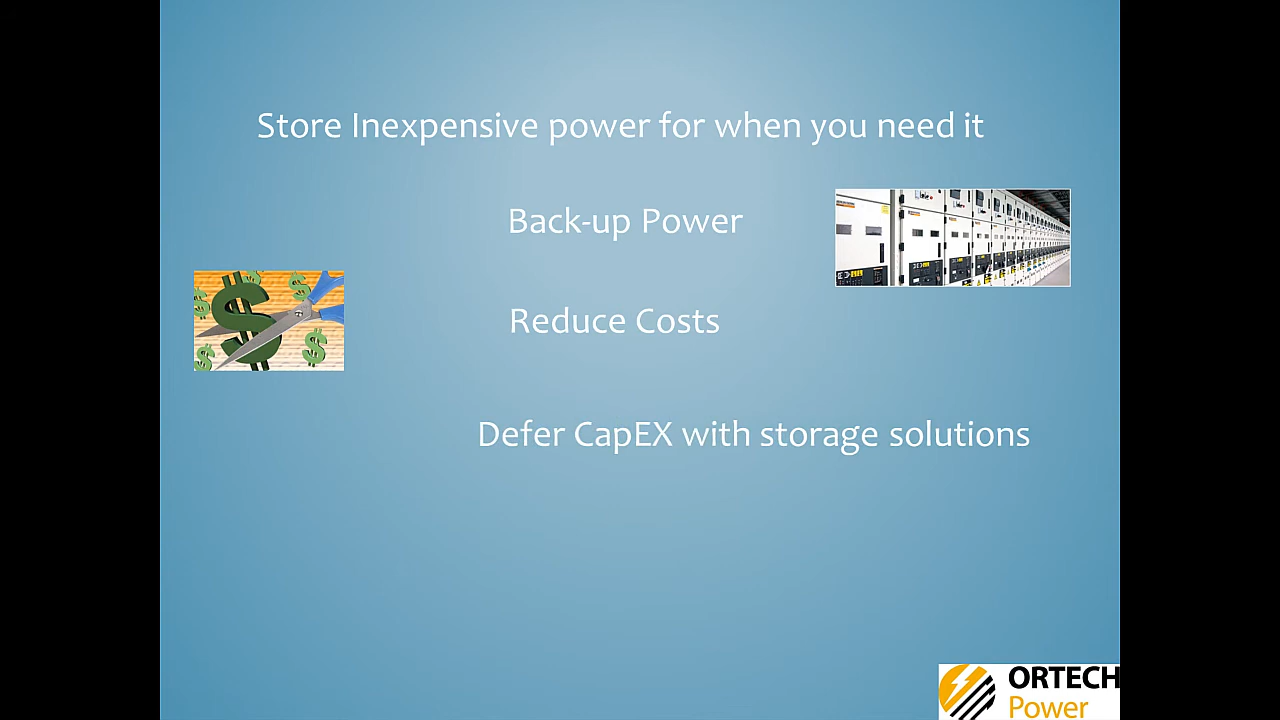 Store Inexpensive power for when you need it
Back-up Power
Reduce Costs
Defer CapEX with storage solutions
ORTECH
Power